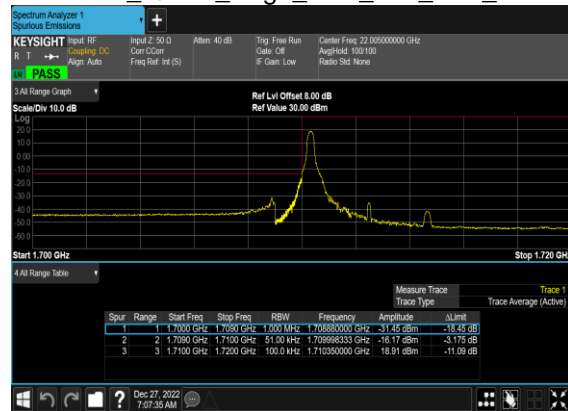 Spectrum Analyzer 1
Spurious Emissions
+
KEYSIGHT Input: RF Input Z: 50 Ω Atten: 40 dB Trig: Free Run Center Freq: 22.005000000 GHz
R T Coupling: DC Corr CCorr Gate: Off Avg|Hold: 100/100
Align: Auto Freq Ref: Int (S) IF Gain: Low Radio Std: None
PASS
3 All Range Graph Ref Lvl Offset 8.00 dB
Scale/Div 10.0 dB Ref Value 30.00 dBm
Log
20.0
10.0
0.00
-10.0
-20.0
-30.0
-40.0
-50.0
-60.0
Start 1.700 GHz Stop 1.720 GH
4 All Range Table
Measure Trace Trace 1
Trace Type Trace Average (Active)
Spur Range Start Freq Stop Freq RBW Frequency Amplitude ΔLimit
1 1 1.7000 GHz 1.7090 GHz 1.000 MHz 1.708880000 GHz -31.45 dBm -18.45 dB
2 2 1.7090 GHz 1.7100 GHz 51.00 kHz 1.709998333 GHz -16.17 dBm -3.175 dB
3 3 1.7100 GHz 1.7200 GHz 100.0 kHz 1.710350000 GHz 18.91 dBm -11.09 dB
? Dec 27, 2022
7:07:35 AM